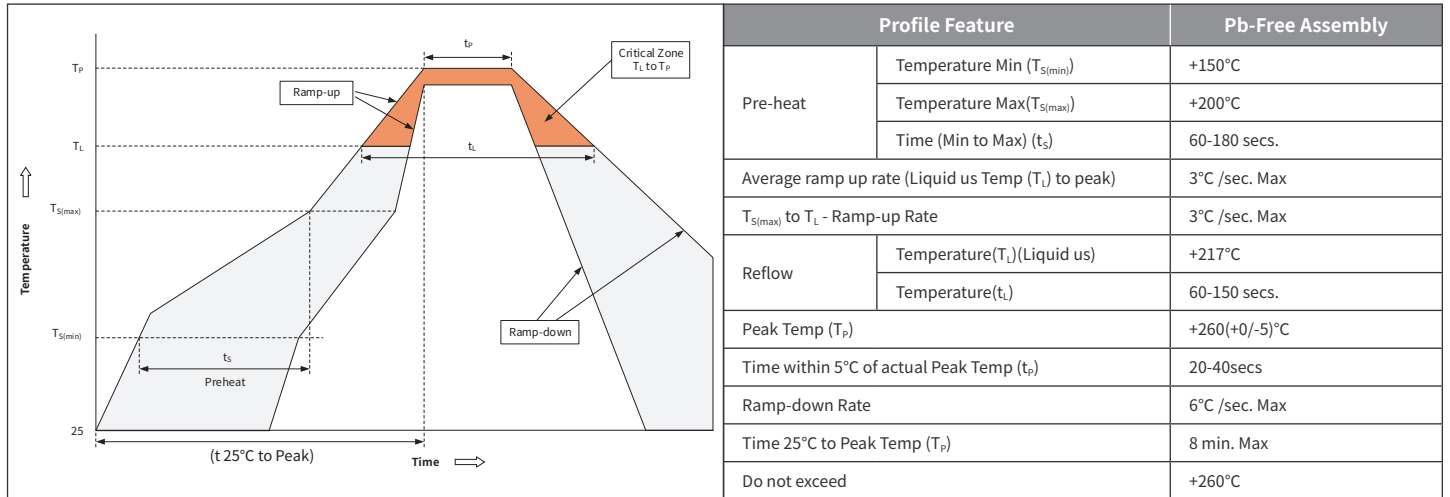 tP
TP
Critical Zone
TL to TP
Ramp-up
TL
tL
TS(max)
Temperature
TS(min)
Ramp-down
tS
Preheat
25
(t 25°C to Peak)
Time
Profile Feature Pb-Free Assembly
Pre-heat
Temperature Min (TS(min)) +150°C
Temperature Max(TS(max)) +200°C
Time (Min to Max) (tS) 60-180 secs.
Average ramp up rate (Liquid us Temp (TL) to peak) 3°C /sec. Max
TS(max) to TL - Ramp-up Rate 3°C /sec. Max
Reflow
Temperature(TL)(Liquid us) +217°C
Temperature(tL) 60-150 secs.
Peak Temp (TP) +260(+0/-5)°C
Time within 5°C of actual Peak Temp (tP) 20-40secs
Ramp-down Rate 6°C /sec. Max
Time 25°C to Peak Temp (TP) 8 min. Max
Do not exceed +260°C